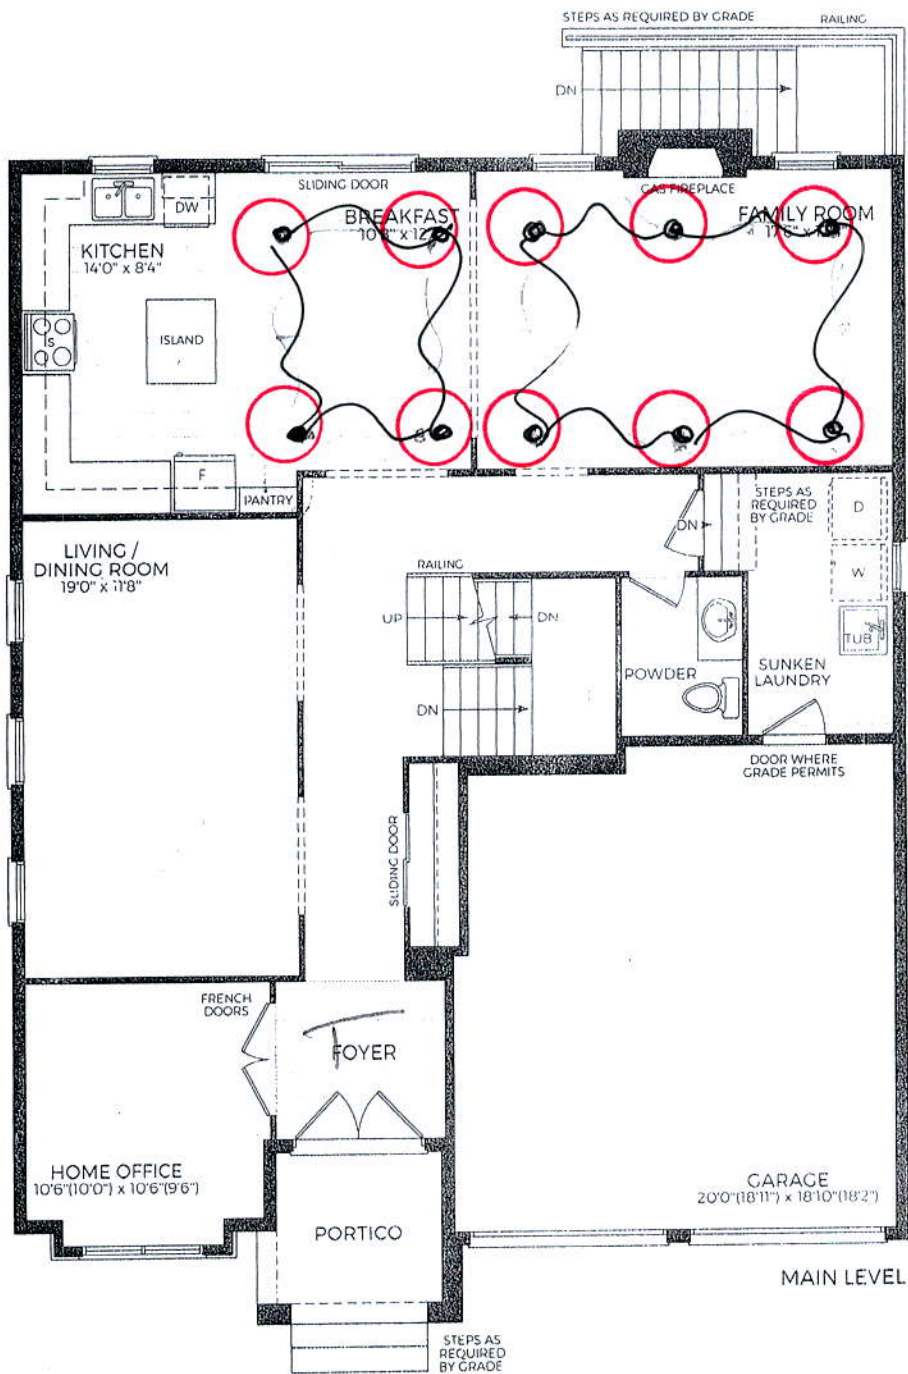 STEPS AS REQUIRED BY GRADE
RAILING
DN
SLIDING DOOR
GAS FIREPLACE
DW
BREAKFAST
FAMILY ROOM
KITCHEN
14'0" x 8'4"
S
ISLAND
F
PANTRY
STEPS AS
REQUIRED
BY GRADE
D
DN
LIVING /
DINING ROOM
19'0" x 11'8"
RAILING
W
UP
DN
TUB
POWDER
SUNKEN
LAUNDRY
DN
DOOR WHERE
GRADE PERMITS
SLIDING DOOR
FRENCH
DOORS
FOYER
HOME OFFICE
10'6"(10'0") x 10'6"(9'6")
GARAGE
20'0"(18'11") x 18'10"(18'2")
PORTICO
MAIN LEVEL
STEPS AS
REQUIRED
BY GRADE